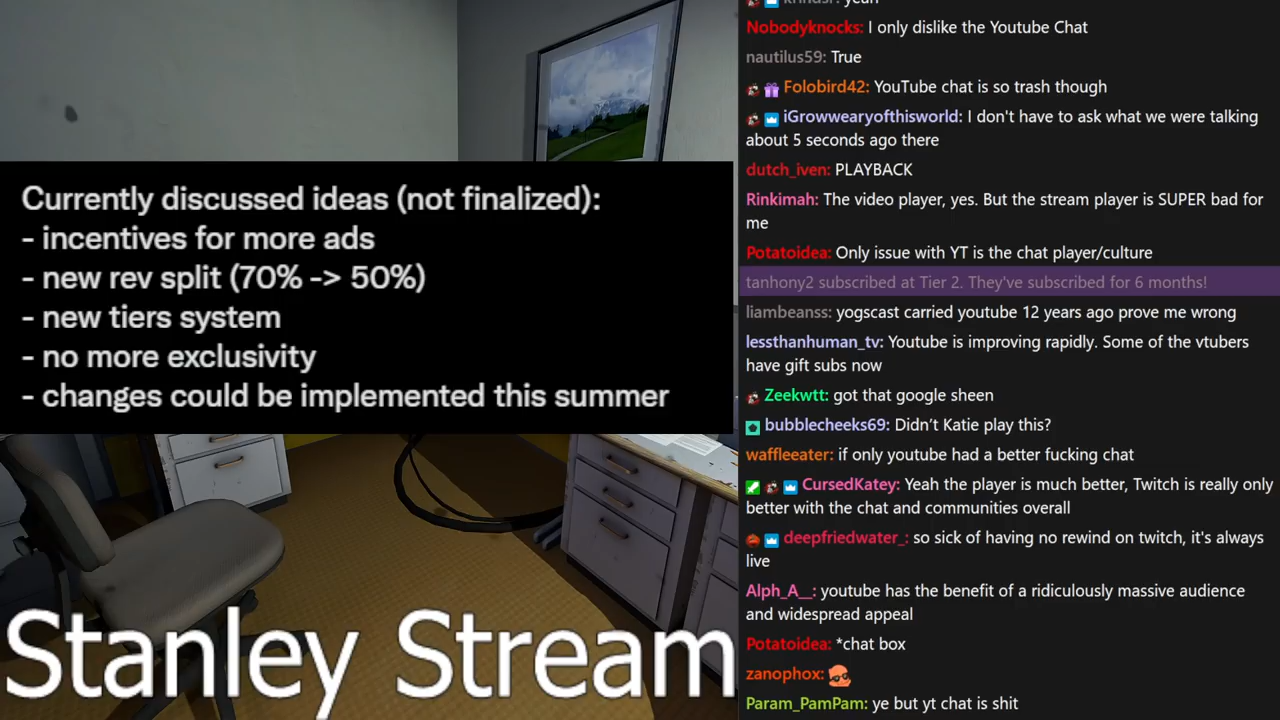 Currently discussed ideas (not finalized):
- incentives for more ads
- new rev split (70% -> 50%)
- new tiers system
- no more exclusivity
- changes could be implemented this summer
Stanley Stream
Nobodyknocks: I only dislike the Youtube Chat
nautilus59: True
Folobird42: YouTube chat is so trash though
iGrowwearyofthisworld: I don't have to ask what we were talking
about 5 seconds ago there
dutch_iven: PLAYBACK
Rinkimah: The video player, yes. But the stream player is SUPER bad for
me
Potatoidea: Only issue with YT is the chat player/culture
tanhony2 subscribed at Tier 2. They've subscribed for 6 months!
liambeanss: yogscast carried youtube 12 years ago prove me wrong
lessthanhuman_tv: Youtube is improving rapidly. Some of the vtubers
have gift subs now
Zeekwtt: got that google sheen
bubblecheeks69: Didn't Katie play this?
waffleeater: if only youtube had a better fucking chat
CursedKatey: Yeah the player is much better, Twitch is really only
better with the chat and communities overall
deepfriedwater_: so sick of having no rewind on twitch, it's always
live
Alph_A__: youtube has the benefit of a ridiculously massive audience
and widespread appeal
Potatoidea: *chat box
zanophox:
Param_PamPam: ye but yt chat is shit